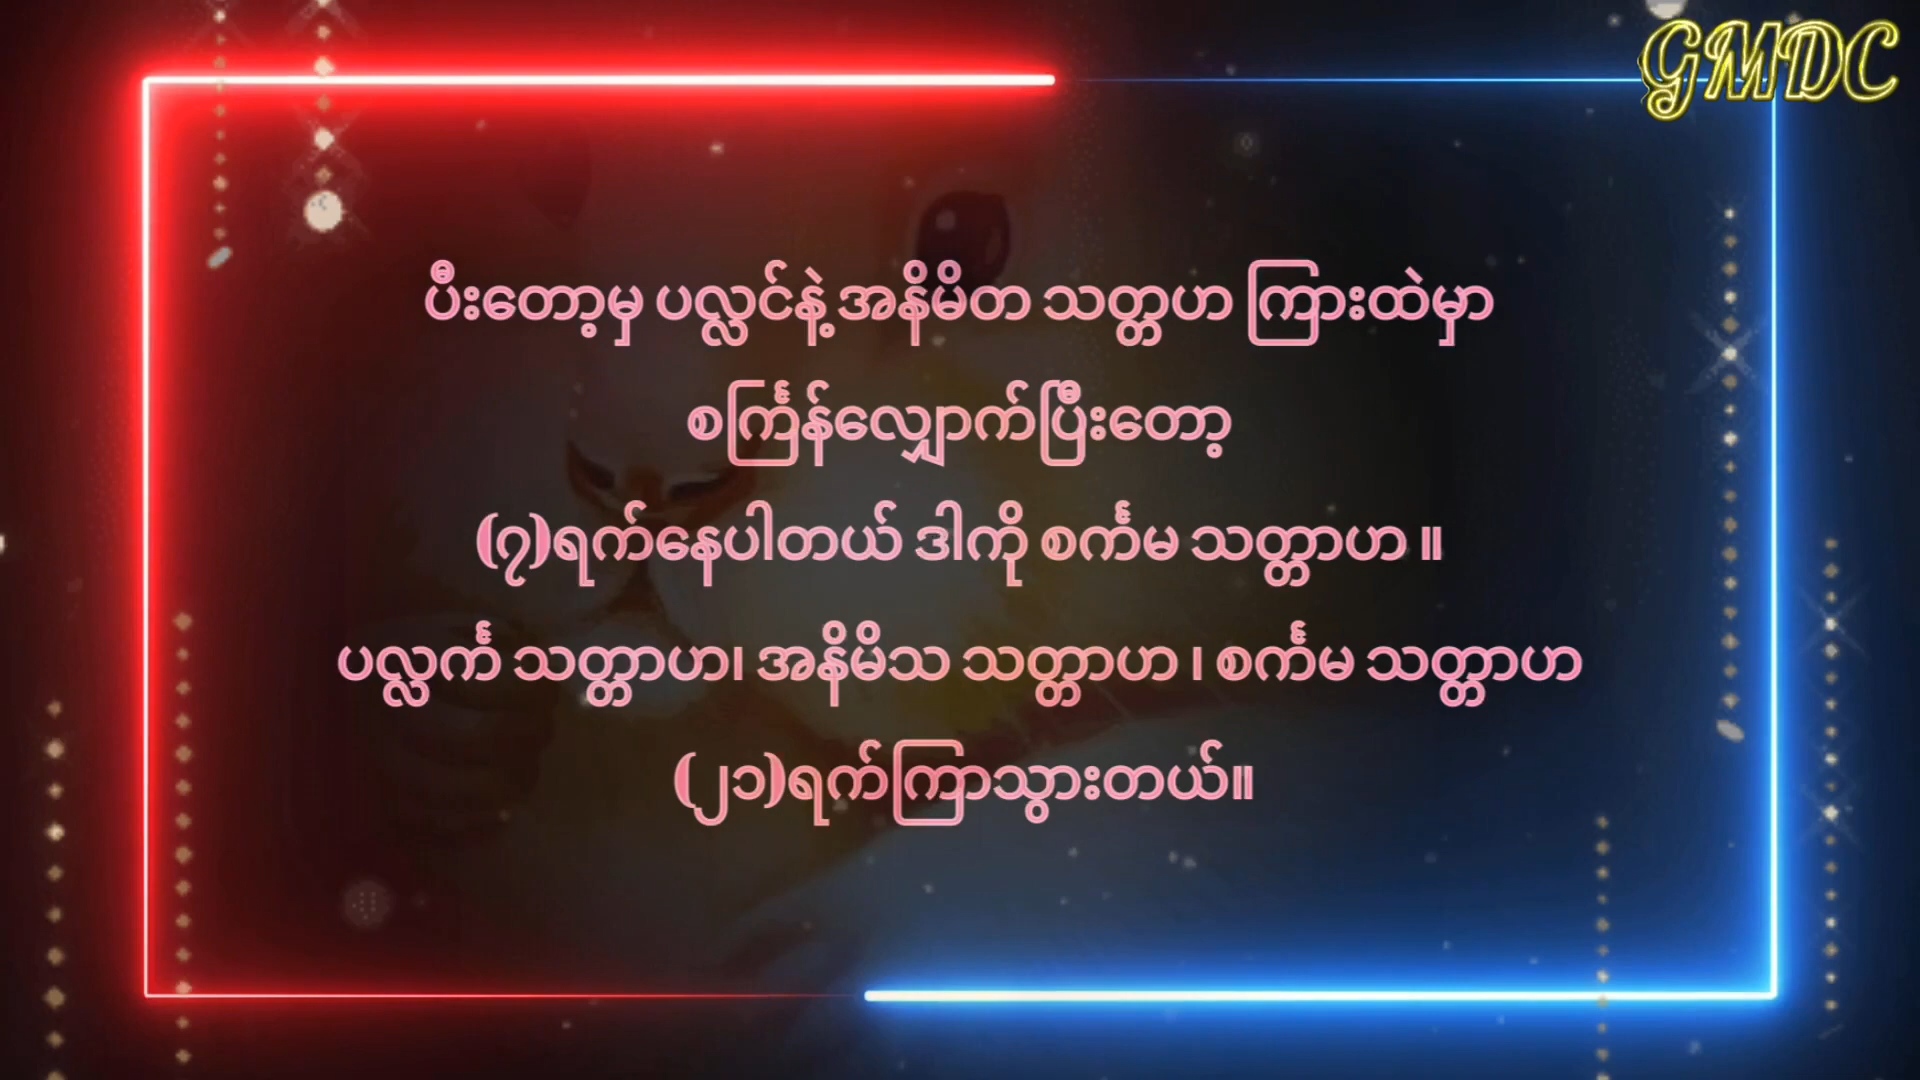 GMDC
ပီးတော့မှ ပလ္လင်နဲ့ အနိမိတ သတ္တဟ ကြားထဲမှာ
စင်္ကြန်လျှောက်ပြီးတော့
(၇)ရက်နေပါတယ် ဒါကို စင်္ကမ သတ္တာဟ ။
ပလ္လင်္က သတ္တာဟ၊ အနိမိသ သတ္တာဟ ၊ စင်္ကမ သတ္တာဟ
(၂၁)ရက်ကြာသွားတယ်။